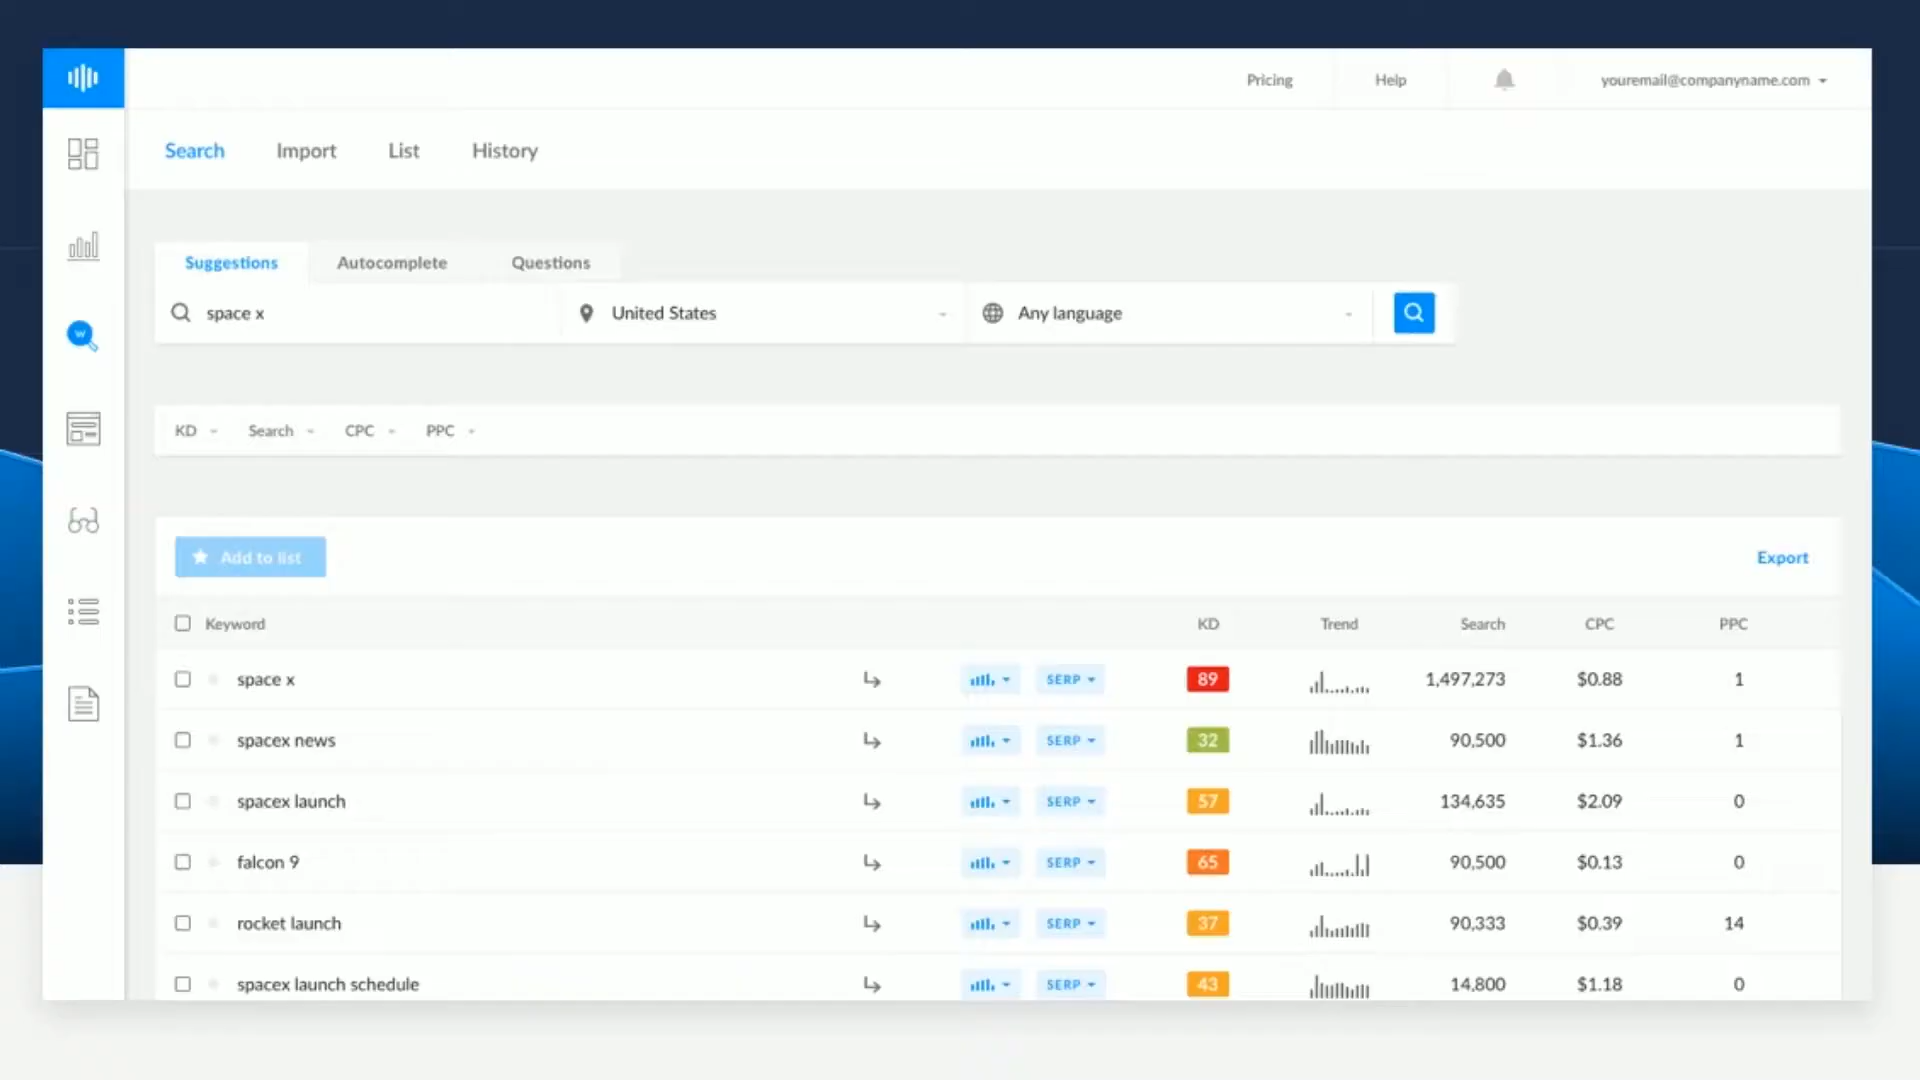 Pricing Help youremail@companyname.com
Search Import List History
Suggestions Autocomplete Questions
space x United States Any language
W
KD Search CPC PPC
Add to list Export
Keyword KD Trend Search CPC PPC
space x SERP 89 1,497,273 $0.88 1
spacex news SERP 32 90,500 $1.36 1
spacex launch SERP 57 134,635 $2.09 0
falcon 9 SERP 65 90,500 $0.13 0
rocket launch SERP 37 90,333 $0.39 14
spacex launch schedule SERP 43 14,800 $1.18 0